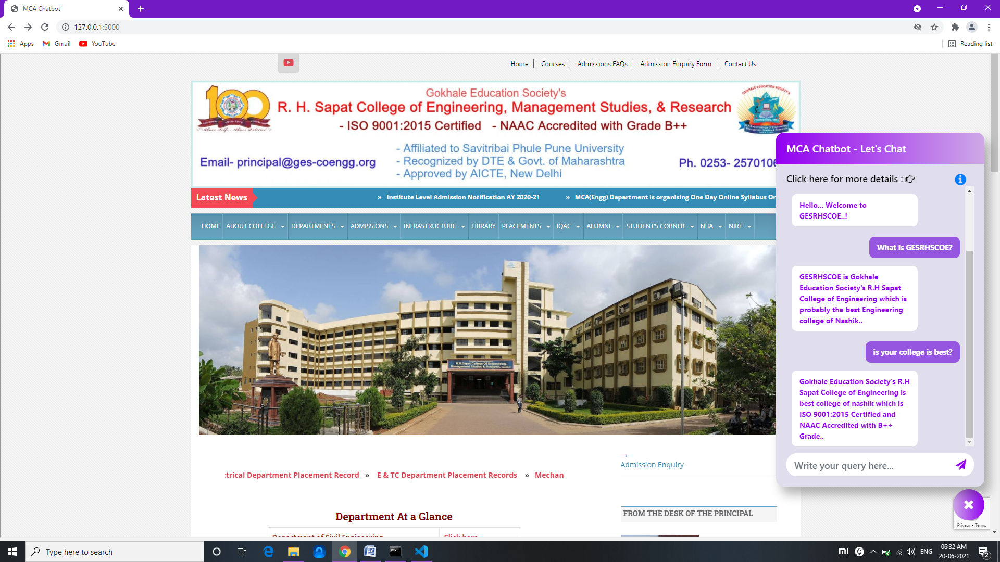 MCA Chatbot
127.0.0.1:5000
Apps
Gmail
YouTube
Reading list
Home
Courses
Admissions FAQs
Admission Enquiry Form
Contact Us
100
Gokhale Education Society's
R. H. Sapat College of Engineering, Management Studies, & Research
- ISO 9001:2015 Certified - NAAC Accredited with Grade B++
- Affiliated to Savitribai Phule Pune University
Email- principal@ges-coengg.org
- Recognized by DTE & Govt. of Maharashtra
Ph. 0253- 2570106
- Approved by AICTE, New Delhi
Latest News
» Institute Level Admission Notification AY 2020-21
» MCA(Engg) Department is organising One Day Online Syllabus Or
HOME
ABOUT COLLEGE
DEPARTMENTS
ADMISSIONS
INFRASTRUCTURE
LIBRARY
PLACEMENTS
IQAC
ALUMNI
STUDENT'S CORNER
NBA
NIRF
R.H.Sapat College Of Engineering,
Management Studies & Research,
trical Department Placement Record » E & TC Department Placement Records » Mechan
→
Admission Enquiry
Department At a Glance
Department of Civil Engineering
Click here
FROM THE DESK OF THE PRINCIPAL
MCA Chatbot - Let's Chat
Click here for more details :
Hello... Welcome to
GESRHSCOE..!
What is GESRHSCOE?
GESRHSCOE is Gokhale
Education Society's R.H Sapat
College of Engineering which is
probably the best Engineering
college of Nashik..
is your college is best?
Gokhale Education Society's R.H
Sapat College of Engineering is
best college of nashik which is
ISO 9001:2015 Certified and
NAAC Accredited with B++
Grade..
Write your query here...
Privacy - Terms
Type here to search
ENG
06:32 AM
20-06-2021
2